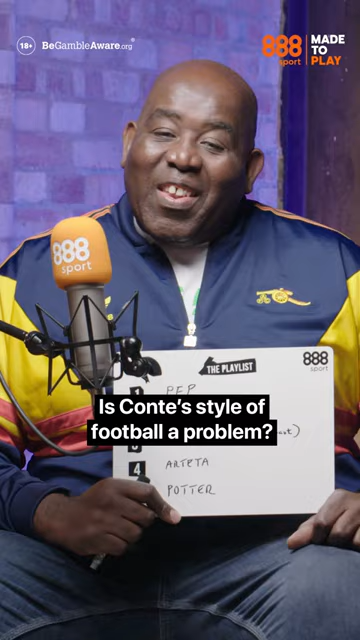 18+ BeGambleAware.org®
888 sport
MADE TO PLAY
888 sport
THE PLAYLIST
888 sport
PEP
Is Conte's style of
football a problem?
4 ARTETA
POTTER